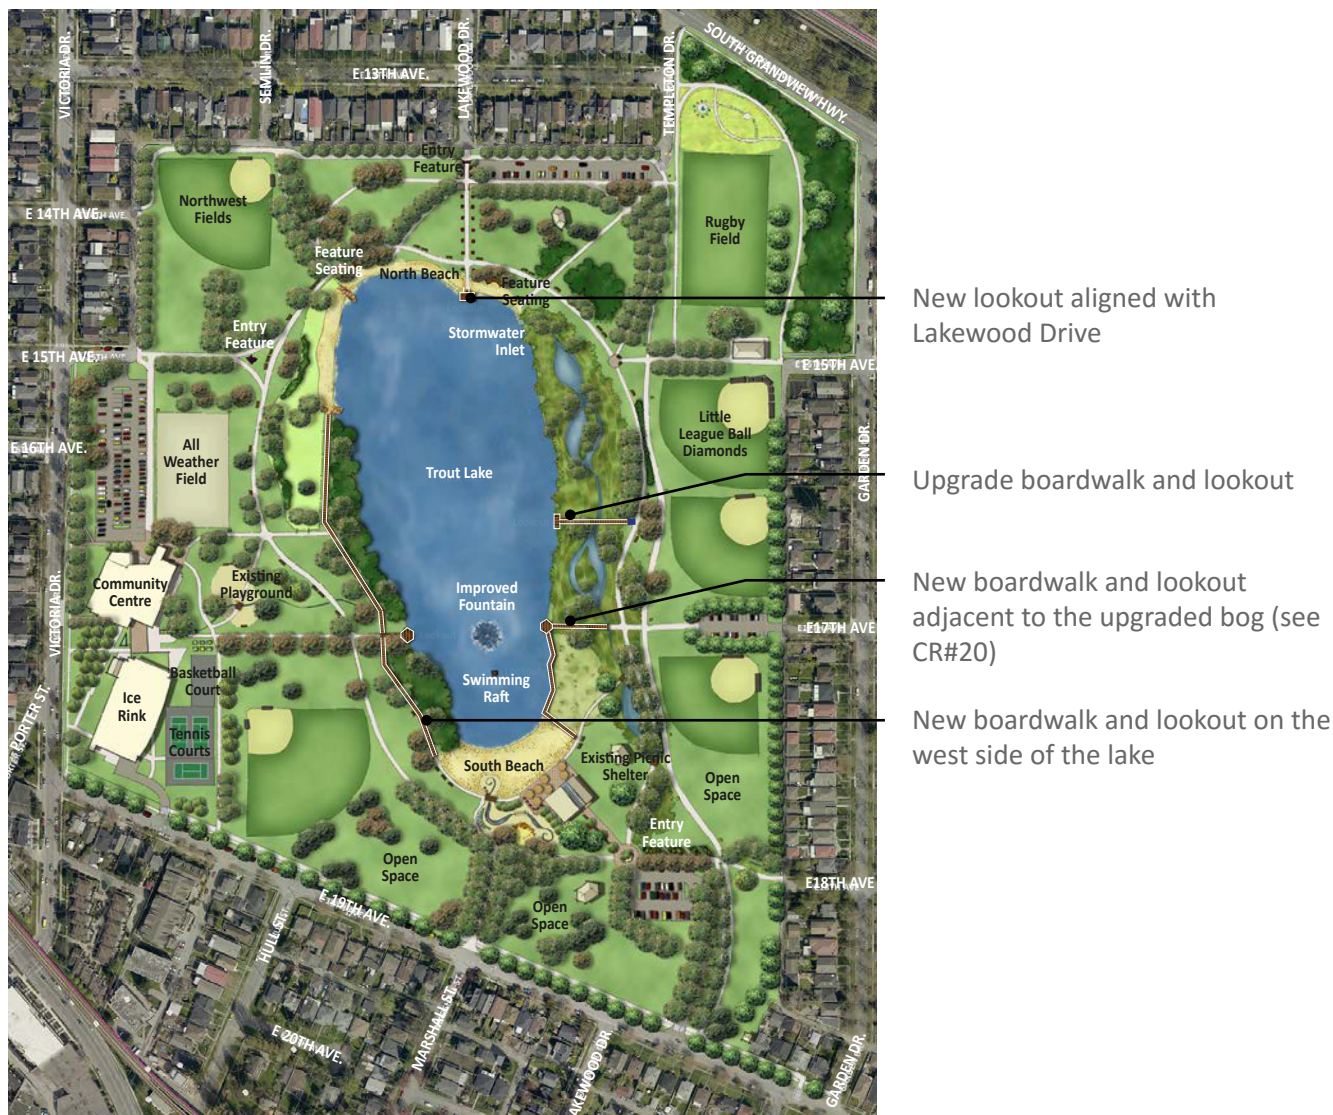 VICTORIA DR.
SEMLIN DR.
LAKEWOOD DR.
TEMPLETON DR.
SOUTH GRANDVIEW HWY.
E 13TH AVE.
Entry
Feature
E 14TH AVE.
Northwest
Fields
Rugby
Field
Feature
Seating
North Beach
Feature
Seating
New lookout aligned with
Lakewood Drive
Entry
Feature
Stormwater
Inlet
E 15TH AVE.
E 15TH AVE.
Little
League Ball
Diamonds
E 16TH AVE.
All
Weather
Field
Trout Lake
GARDEN DR.
Upgrade boardwalk and lookout
Community
Centre
Existing
Playground
Improved
Fountain
New boardwalk and lookout
adjacent to the upgraded bog (see
CR#20)
VICTORIA DR.
Lookout
E17TH AVE
Basketball
Court
Swimming
Raft
Ice
Rink
PORTER ST.
Tennis
Courts
New boardwalk and lookout on the
west side of the lake
South Beach
Existing Picnic
Shelter
Open
Space
Entry
Feature
Open
Space
E18TH AVE
Open
Space
E 19TH AVE.
HULL ST.
E 20TH AVE.
MARSHALL ST.
LAKEWOOD DR.
GARDEN DR.